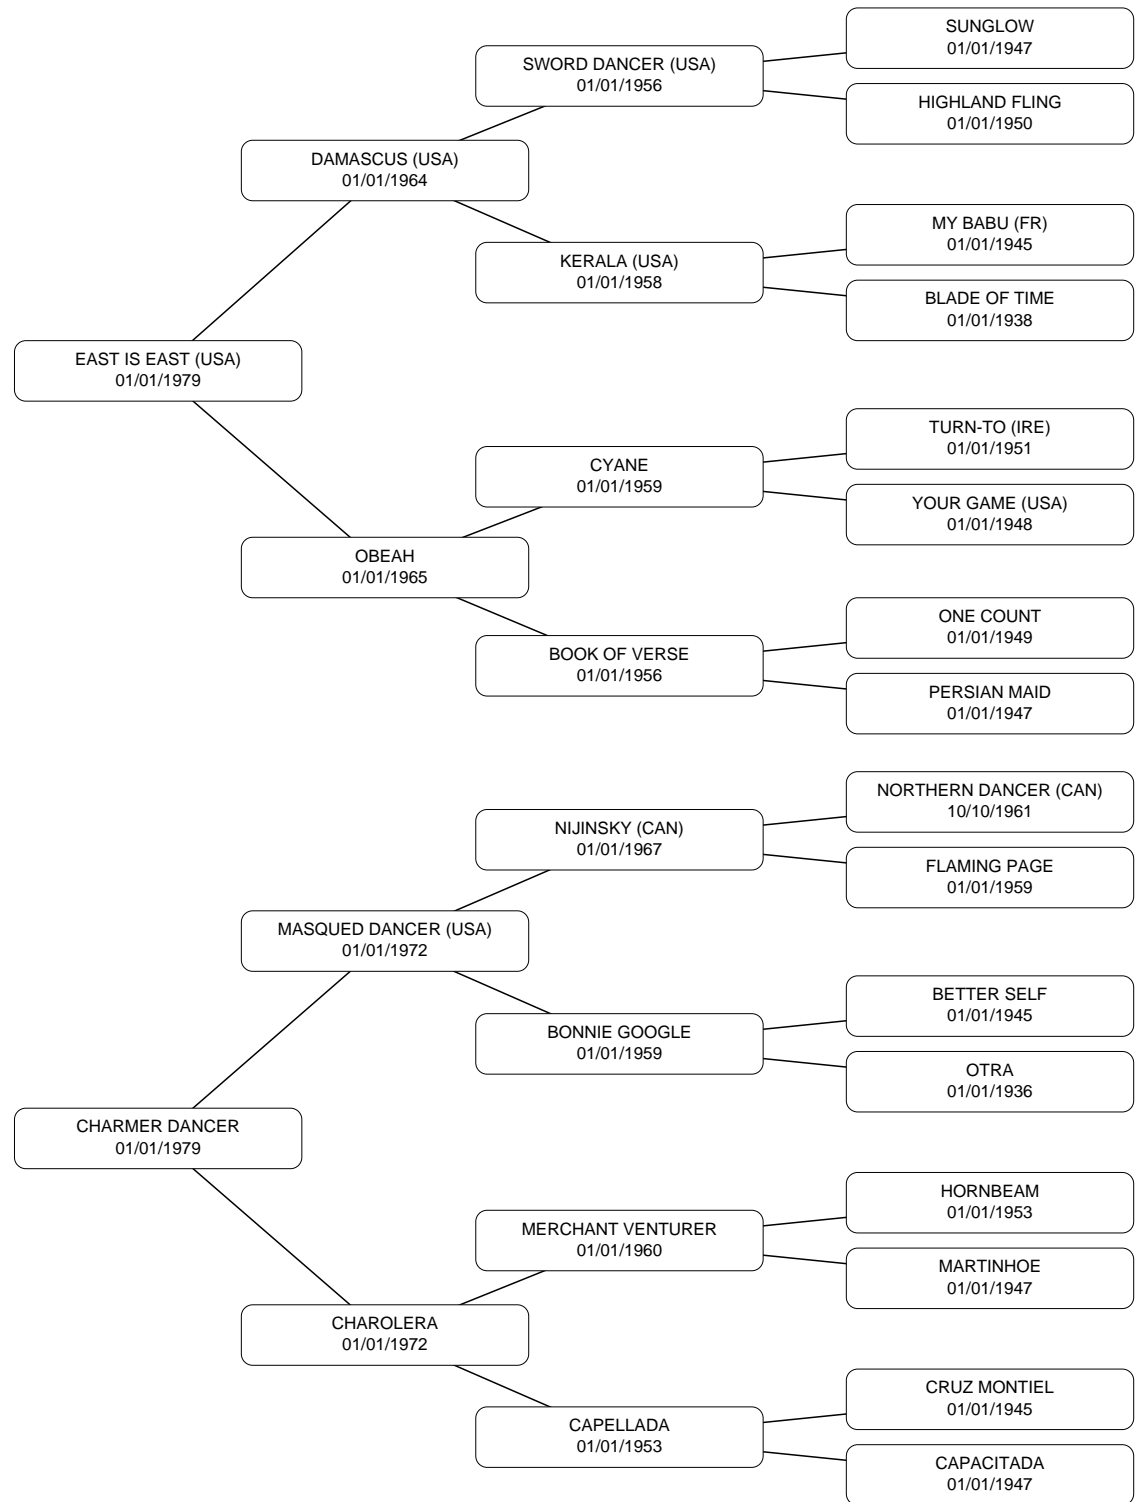 SUNGLOW
01/01/1947
SWORD DANCER (USA)
01/01/1956
HIGHLAND FLING
01/01/1950
DAMASCUS (USA)
01/01/1964
MY BABU (FR)
01/01/1945
KERALA (USA)
01/01/1958
BLADE OF TIME
01/01/1938
EAST IS EAST (USA)
01/01/1979
TURN-TO (IRE)
01/01/1951
CYANE
01/01/1959
YOUR GAME (USA)
01/01/1948
OBEAH
01/01/1965
ONE COUNT
01/01/1949
BOOK OF VERSE
01/01/1956
PERSIAN MAID
01/01/1947
NORTHERN DANCER (CAN)
10/10/1961
NIJINSKY (CAN)
01/01/1967
FLAMING PAGE
01/01/1959
MASQUED DANCER (USA)
01/01/1972
BETTER SELF
01/01/1945
BONNIE GOOGLE
01/01/1959
OTRA
01/01/1936
CHARMER DANCER
01/01/1979
HORNBEAM
01/01/1953
MERCHANT VENTURER
01/01/1960
MARTINHOE
01/01/1947
CHAROLERA
01/01/1972
CRUZ MONTIEL
01/01/1945
CAPELLADA
01/01/1953
CAPACITADA
01/01/1947